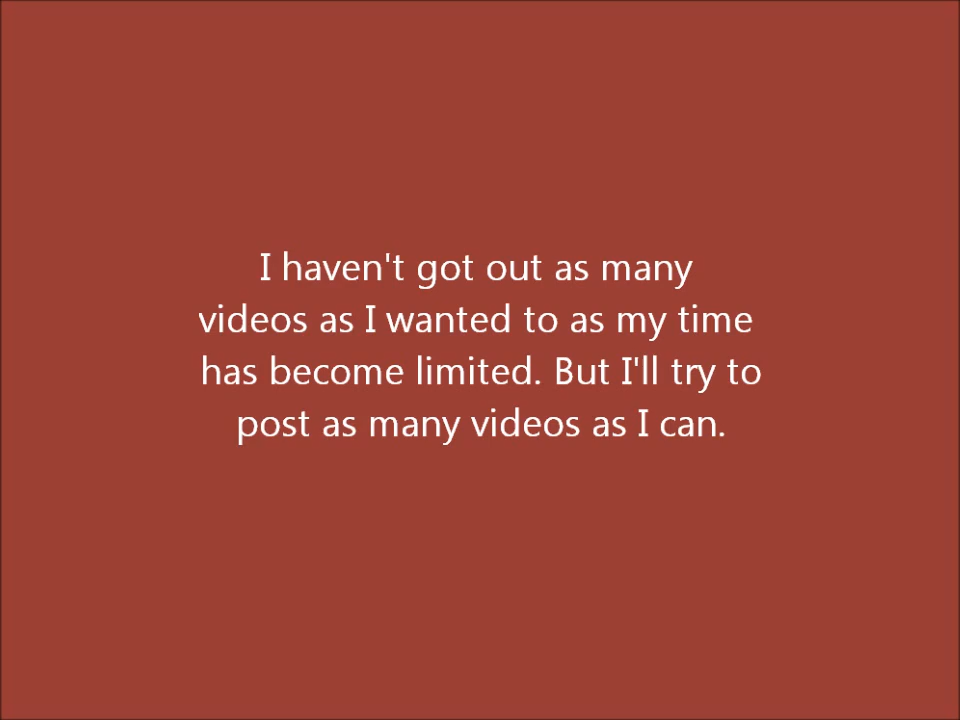 I haven't got out as many
videos as I wanted to as my time
has become limited. But I'll try to
post as many videos as I can.